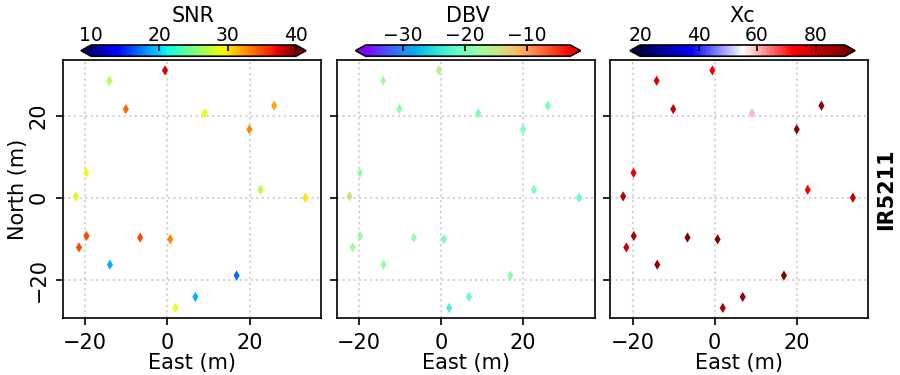 SNR DBV Xc
10 20 30 40 −30 −20 −10 20 40 60 80
20
0
−20
North (m)
IR5211
−20 0 20 −20 0 20 −20 0 20
East (m) East (m) East (m)